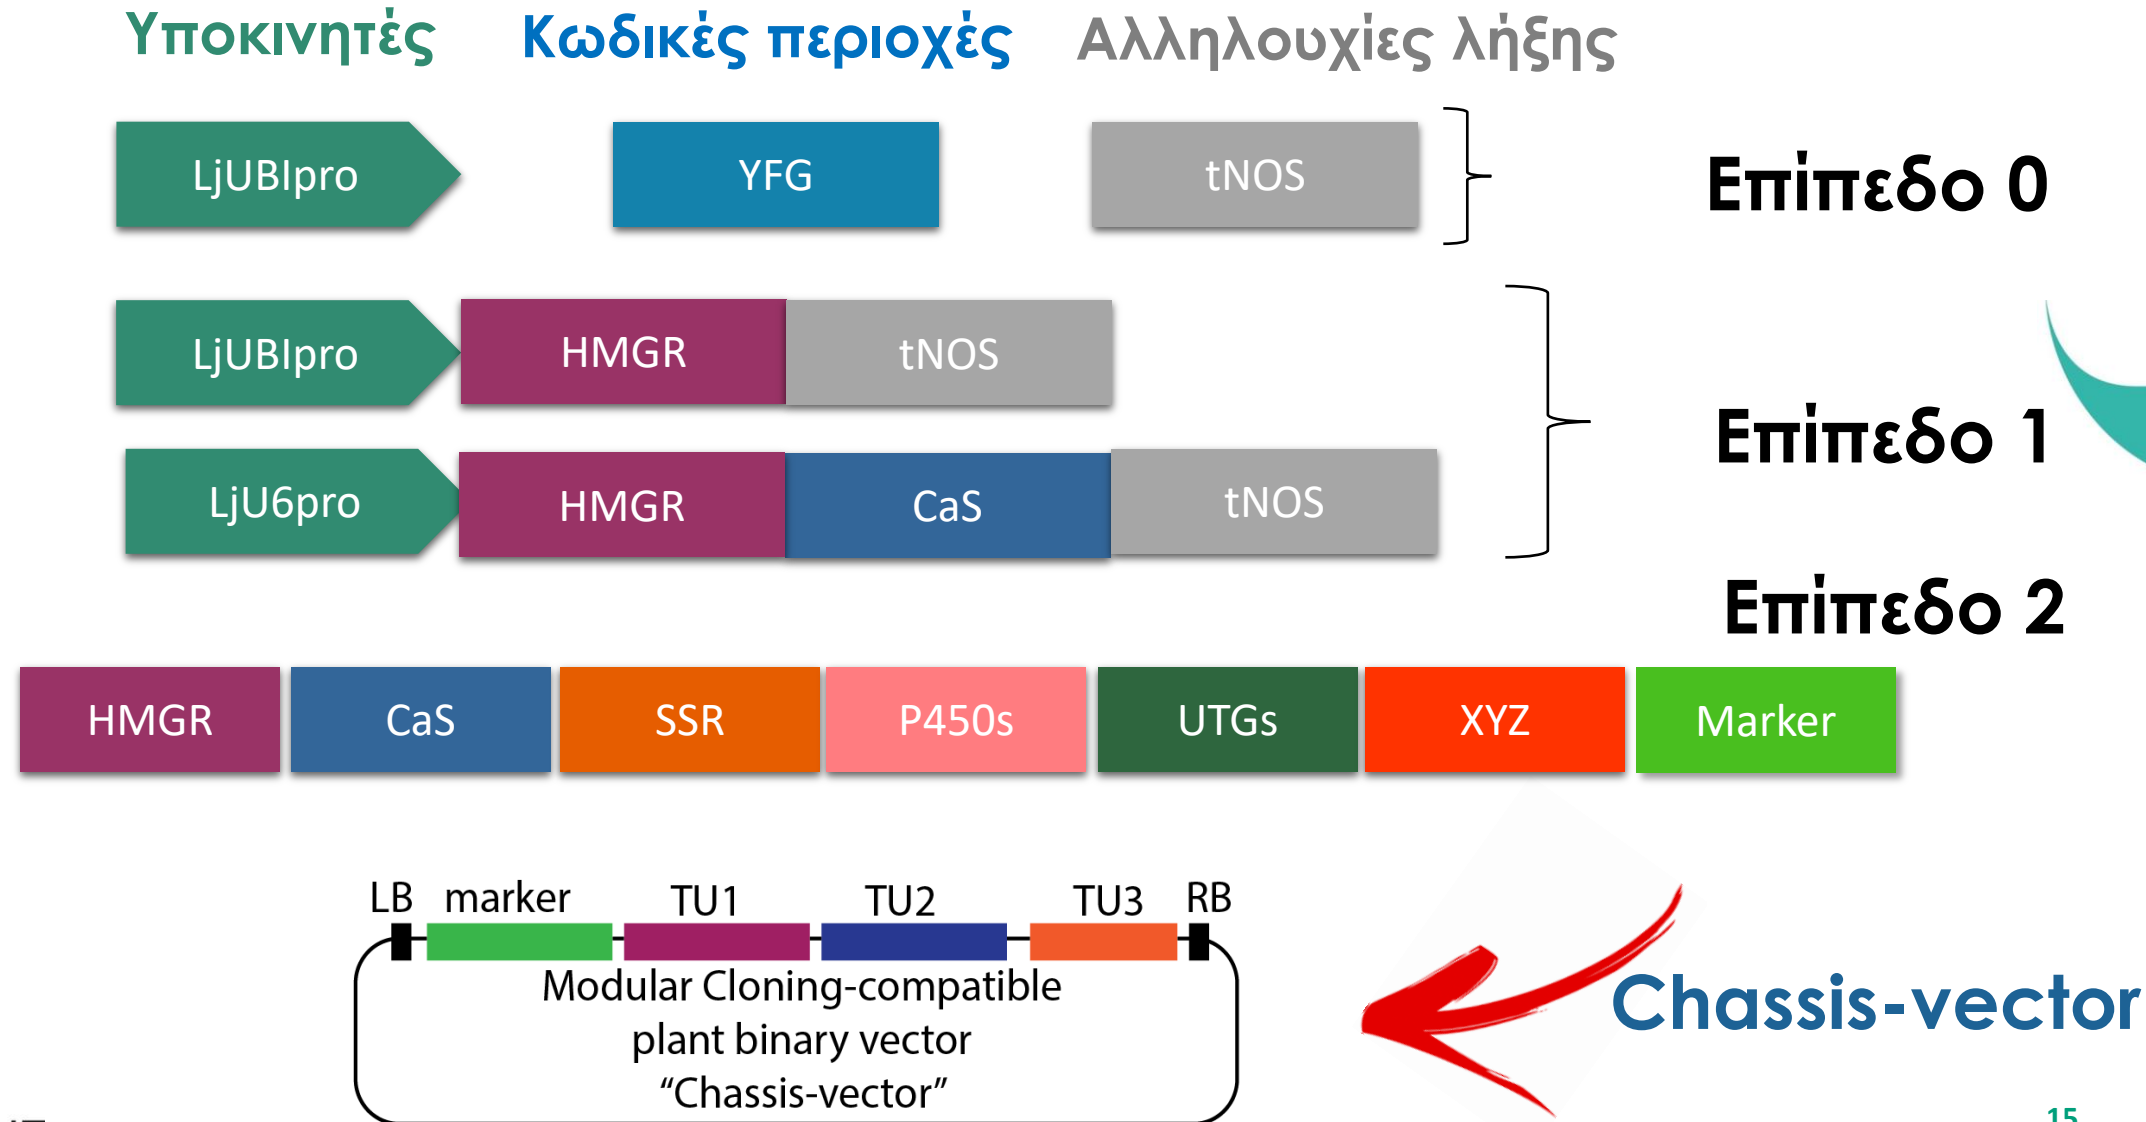 Υποκινητές Κωδικές περιοχές Αλληλουχίες λήξης
LjUBIpro YFG tNOS Επίπεδο 0
LjUBIpro HMGR tNOS
Επίπεδο 1
LjU6pro HMGR CaS tNOS
Επίπεδο 2
HMGR CaS SSR P450s UTGs XYZ Marker
LB marker TU1 TU2 TU3 RB
Modular Cloning-compatible
plant binary vector
“Chassis-vector”
Chassis-vector
15